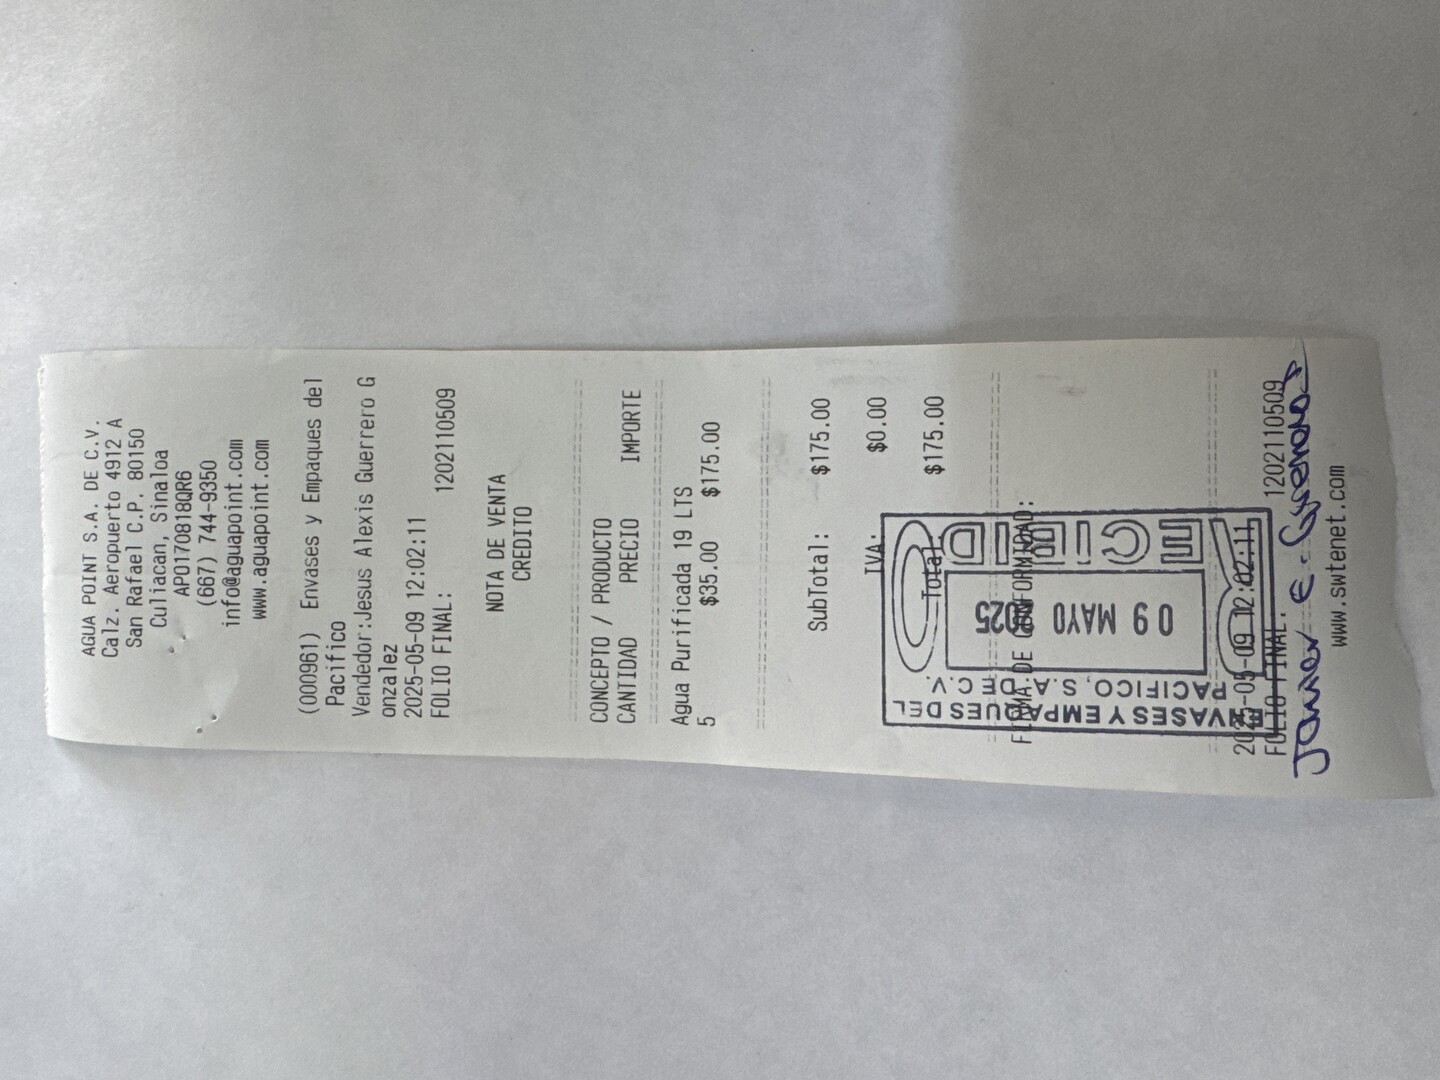 AGUA POINT S.A. DE C.V.
Calz. Aeropuerto 4912 A
San Rafael C.P. 80150
Culiacan, Sinaloa
APO170818QR6
(667) 744-9350
info@aguapoint.com
www.aguapoint.com
(000961) Envases y Empaques del
Pacifico
Vendedor:Jesus Alexis Guerrero G
onzalez
2025-05-09 12:02:11
FOLIO FINAL: 1202110509
NOTA DE VENTA
CREDITO
CONCEPTO / PRODUCTO
CANTIDAD PRECIO IMPORTE
Agua Purificada 19 LTS
5 $35.00 $175.00
SubTotal: $175.00
IVA: $0.00
Total: $175.00
FIRMA DE CONFORMIDAD:
ENVASES Y EMPAQUES DEL
PACIFICO, S.A. DE C.V.
09 MAYO 2025
RECIBIDO
2025-05-09 12:02:11
FOLIO FINAL: 1202110509
www.swtenet.com